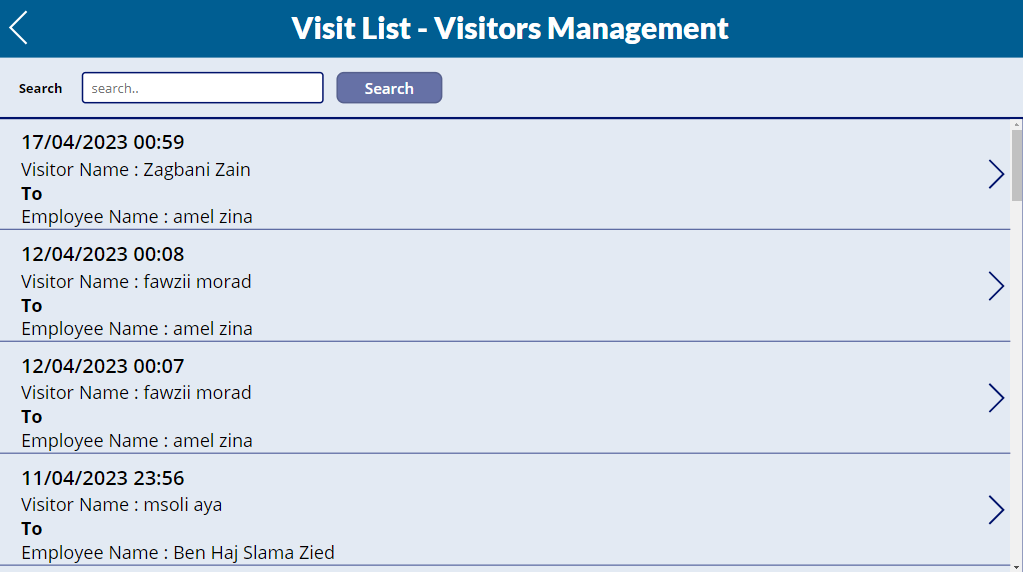 Visit List - Visitors Management
Search search.. Search
17/04/2023 00:59
Visitor Name : Zagbani Zain
To
Employee Name : amel zina
12/04/2023 00:08
Visitor Name : fawzii morad
To
Employee Name : amel zina
12/04/2023 00:07
Visitor Name : fawzii morad
To
Employee Name : amel zina
11/04/2023 23:56
Visitor Name : msoli aya
To
Employee Name : Ben Haj Slama Zied